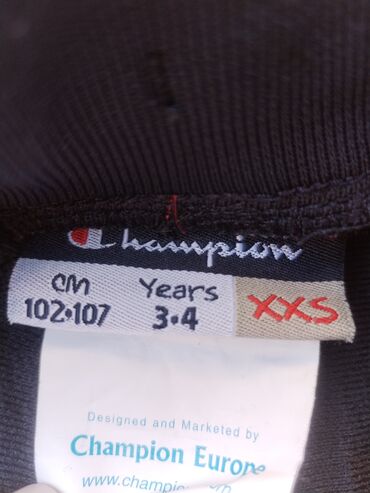 Champion
CM Years XXS
102•107 3•4
Designed and Marketed by
Champion Europe